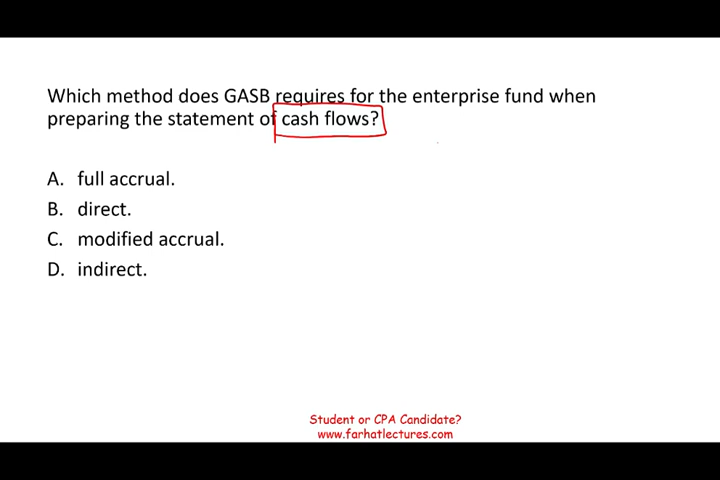 Which method does GASB requires for the enterprise fund when
preparing the statement of cash flows?
A. full accrual.
B. direct.
C. modified accrual.
D. indirect.
Student or CPA Candidate?
www.farhatlectures.com